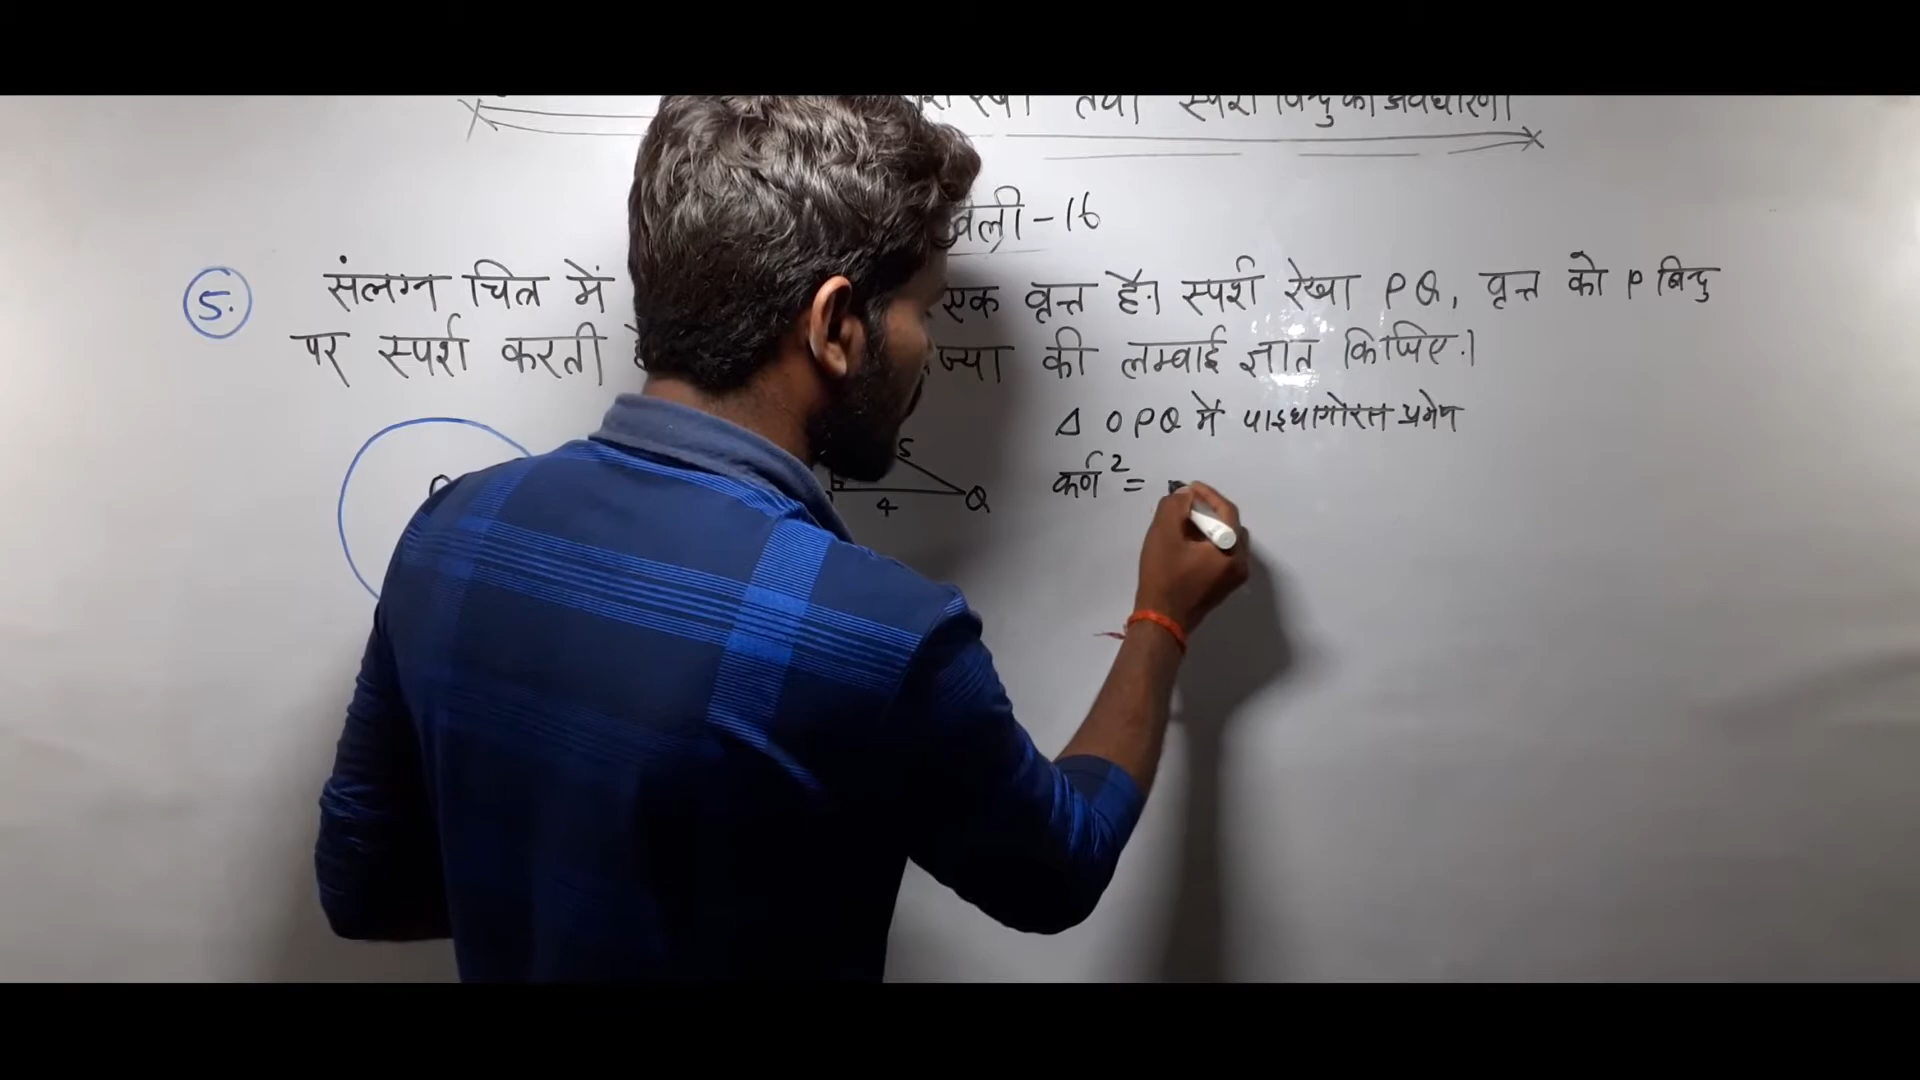 तथा स्पर्श बिन्दु की अवधारणा
वली - 16
5. संलग्न चित्र में एक वृत्त है। स्पर्श रेखा PQ, वृत्त को P बिन्दु
पर स्पर्श करती ज्या की लम्बाई ज्ञात किजिए।
Δ OPQ में पाइथागोरस प्रमेय
कर्ण² =
5
4
Q